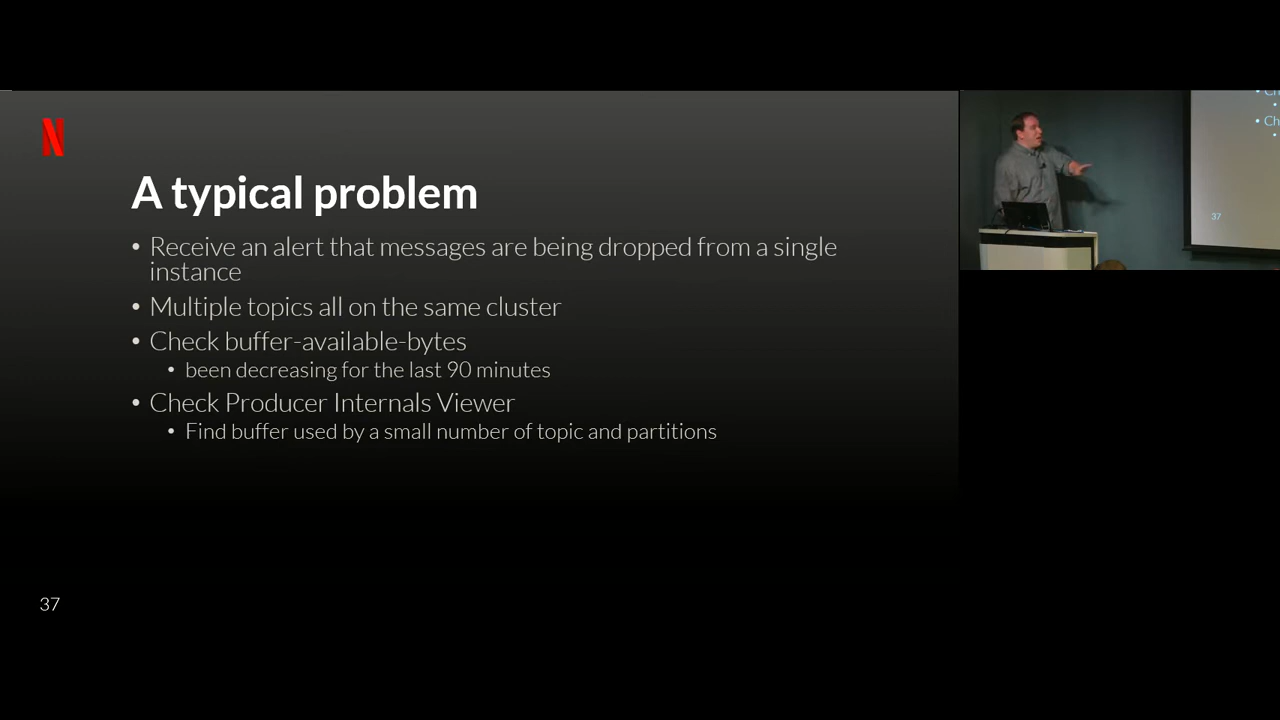 N
A typical problem
• Receive an alert that messages are being dropped from a single
instance
• Multiple topics all on the same cluster
• Check buffer-available-bytes
• been decreasing for the last 90 minutes
• Check Producer Internals Viewer
• Find buffer used by a small number of topic and partitions
37
• Ch
37